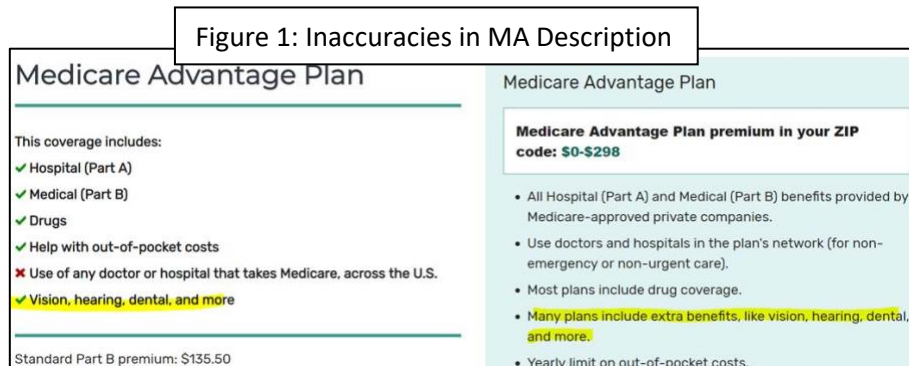 Figure 1: Inaccuracies in MA Description
Medicare Advantage Plan
This coverage includes:
✔ Hospital (Part A)
✔ Medical (Part B)
✔ Drugs
✔ Help with out-of-pocket costs
✖ Use of any doctor or hospital that takes Medicare, across the U.S.
✔ Vision, hearing, dental, and more
Standard Part B premium: $135.50
Medicare Advantage Plan
Medicare Advantage Plan premium in your ZIP
code: $0-$298
• All Hospital (Part A) and Medical (Part B) benefits provided by
Medicare-approved private companies.
• Use doctors and hospitals in the plan's network (for non-
emergency or non-urgent care).
• Most plans include drug coverage.
• Many plans include extra benefits, like vision, hearing, dental,
and more.
• Yearly limit on out-of-pocket costs.